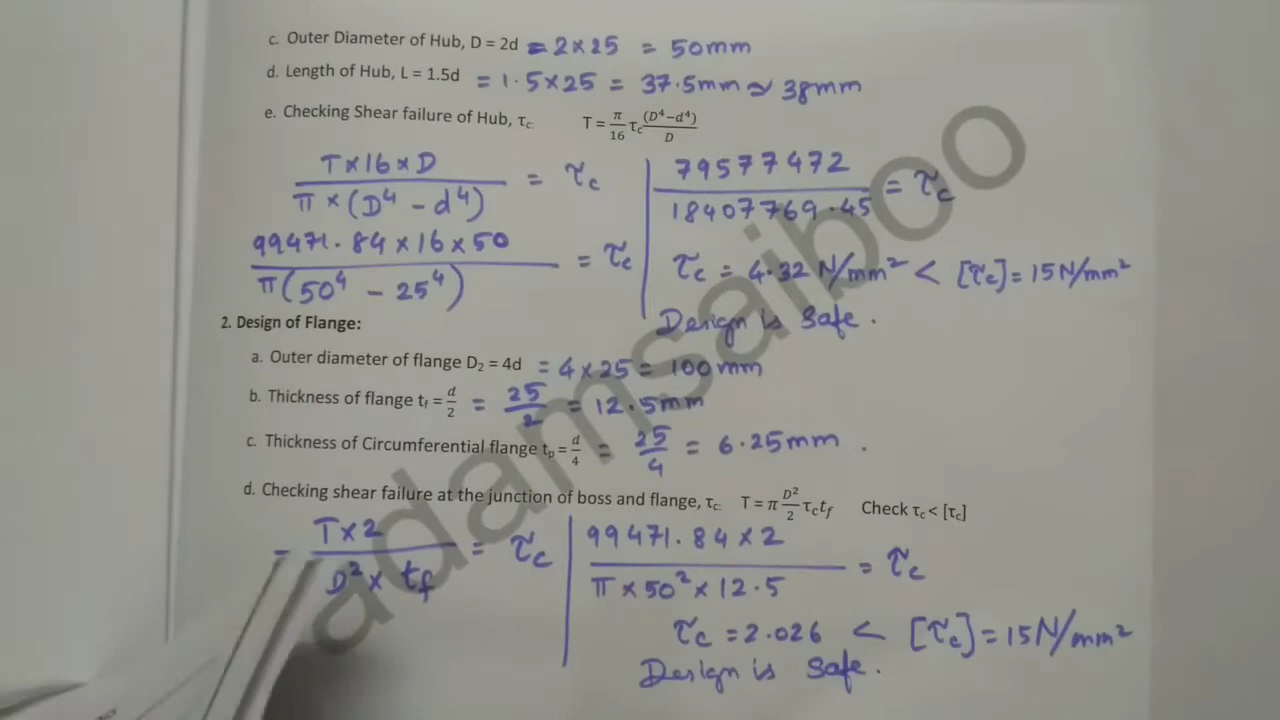 c. Outer Diameter of Hub, D = 2d = 2 × 25 = 50mm
d. Length of Hub, L = 1.5d = 1.5 × 25 = 37.5mm ≃ 38mm
e. Checking Shear failure of Hub, τc T = π/16 τc (D⁴−d⁴)/D
T × 16 × D / π × (D⁴ − d⁴) = τc
99471.84 × 16 × 50 / π(50⁴ − 25⁴) = τc
79577472 / 18407769.45 = τc
τc = 4.32 N/mm² < [τc] = 15N/mm²
Design is Safe.
2. Design of Flange:
a. Outer diameter of flange D₂ = 4d = 4 × 25 = 100mm
b. Thickness of flange tf = d/2 = 25/2 = 12.5mm
c. Thickness of Circumferential flange tp = d/4 = 25/4 = 6.25mm.
d. Checking shear failure at the junction of boss and flange, τc T = π D²/2 τc tf Check τc < [τc]
T × 2 / D² × tf = τc
99471.84 × 2 / π × 50² × 12.5 = τc
τc = 2.026 < [τc] = 15N/mm²
Design is Safe.
adamsaiboo